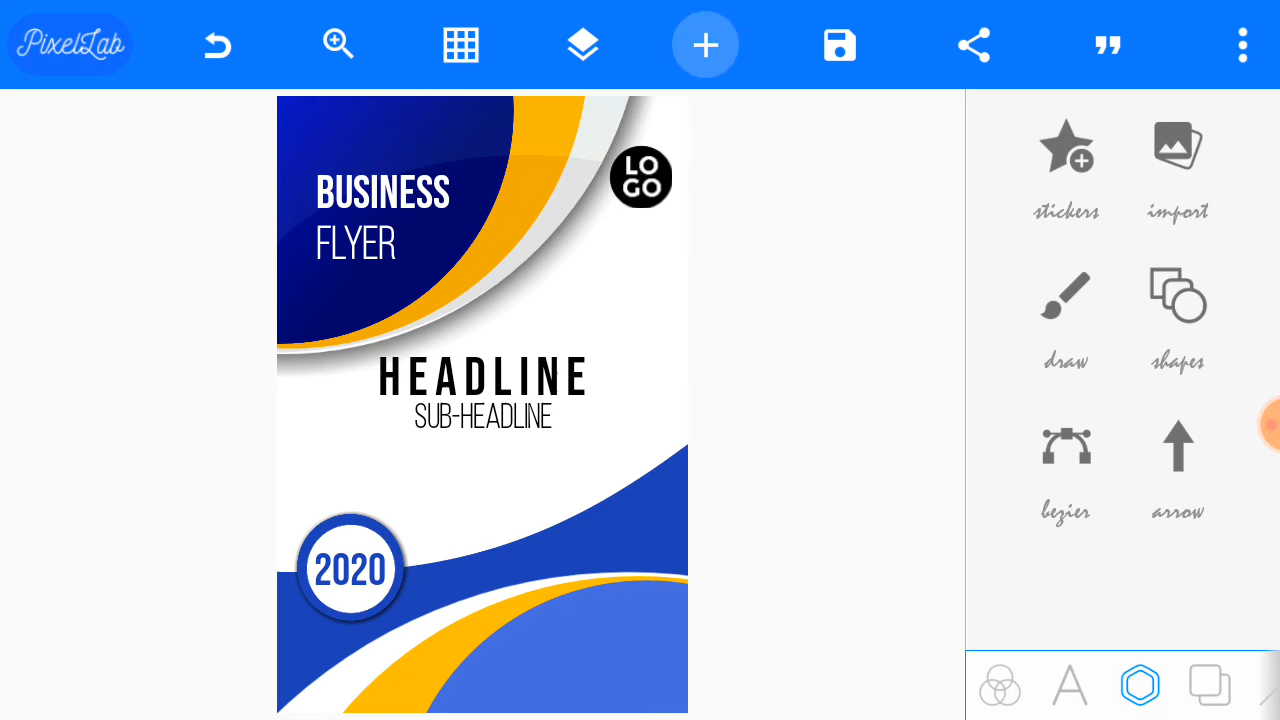 PixelLab
BUSINESS
FLYER
LO
GO
HEADLINE
SUB-HEADLINE
2020
stickers
import
draw
shapes
bezier
arrow